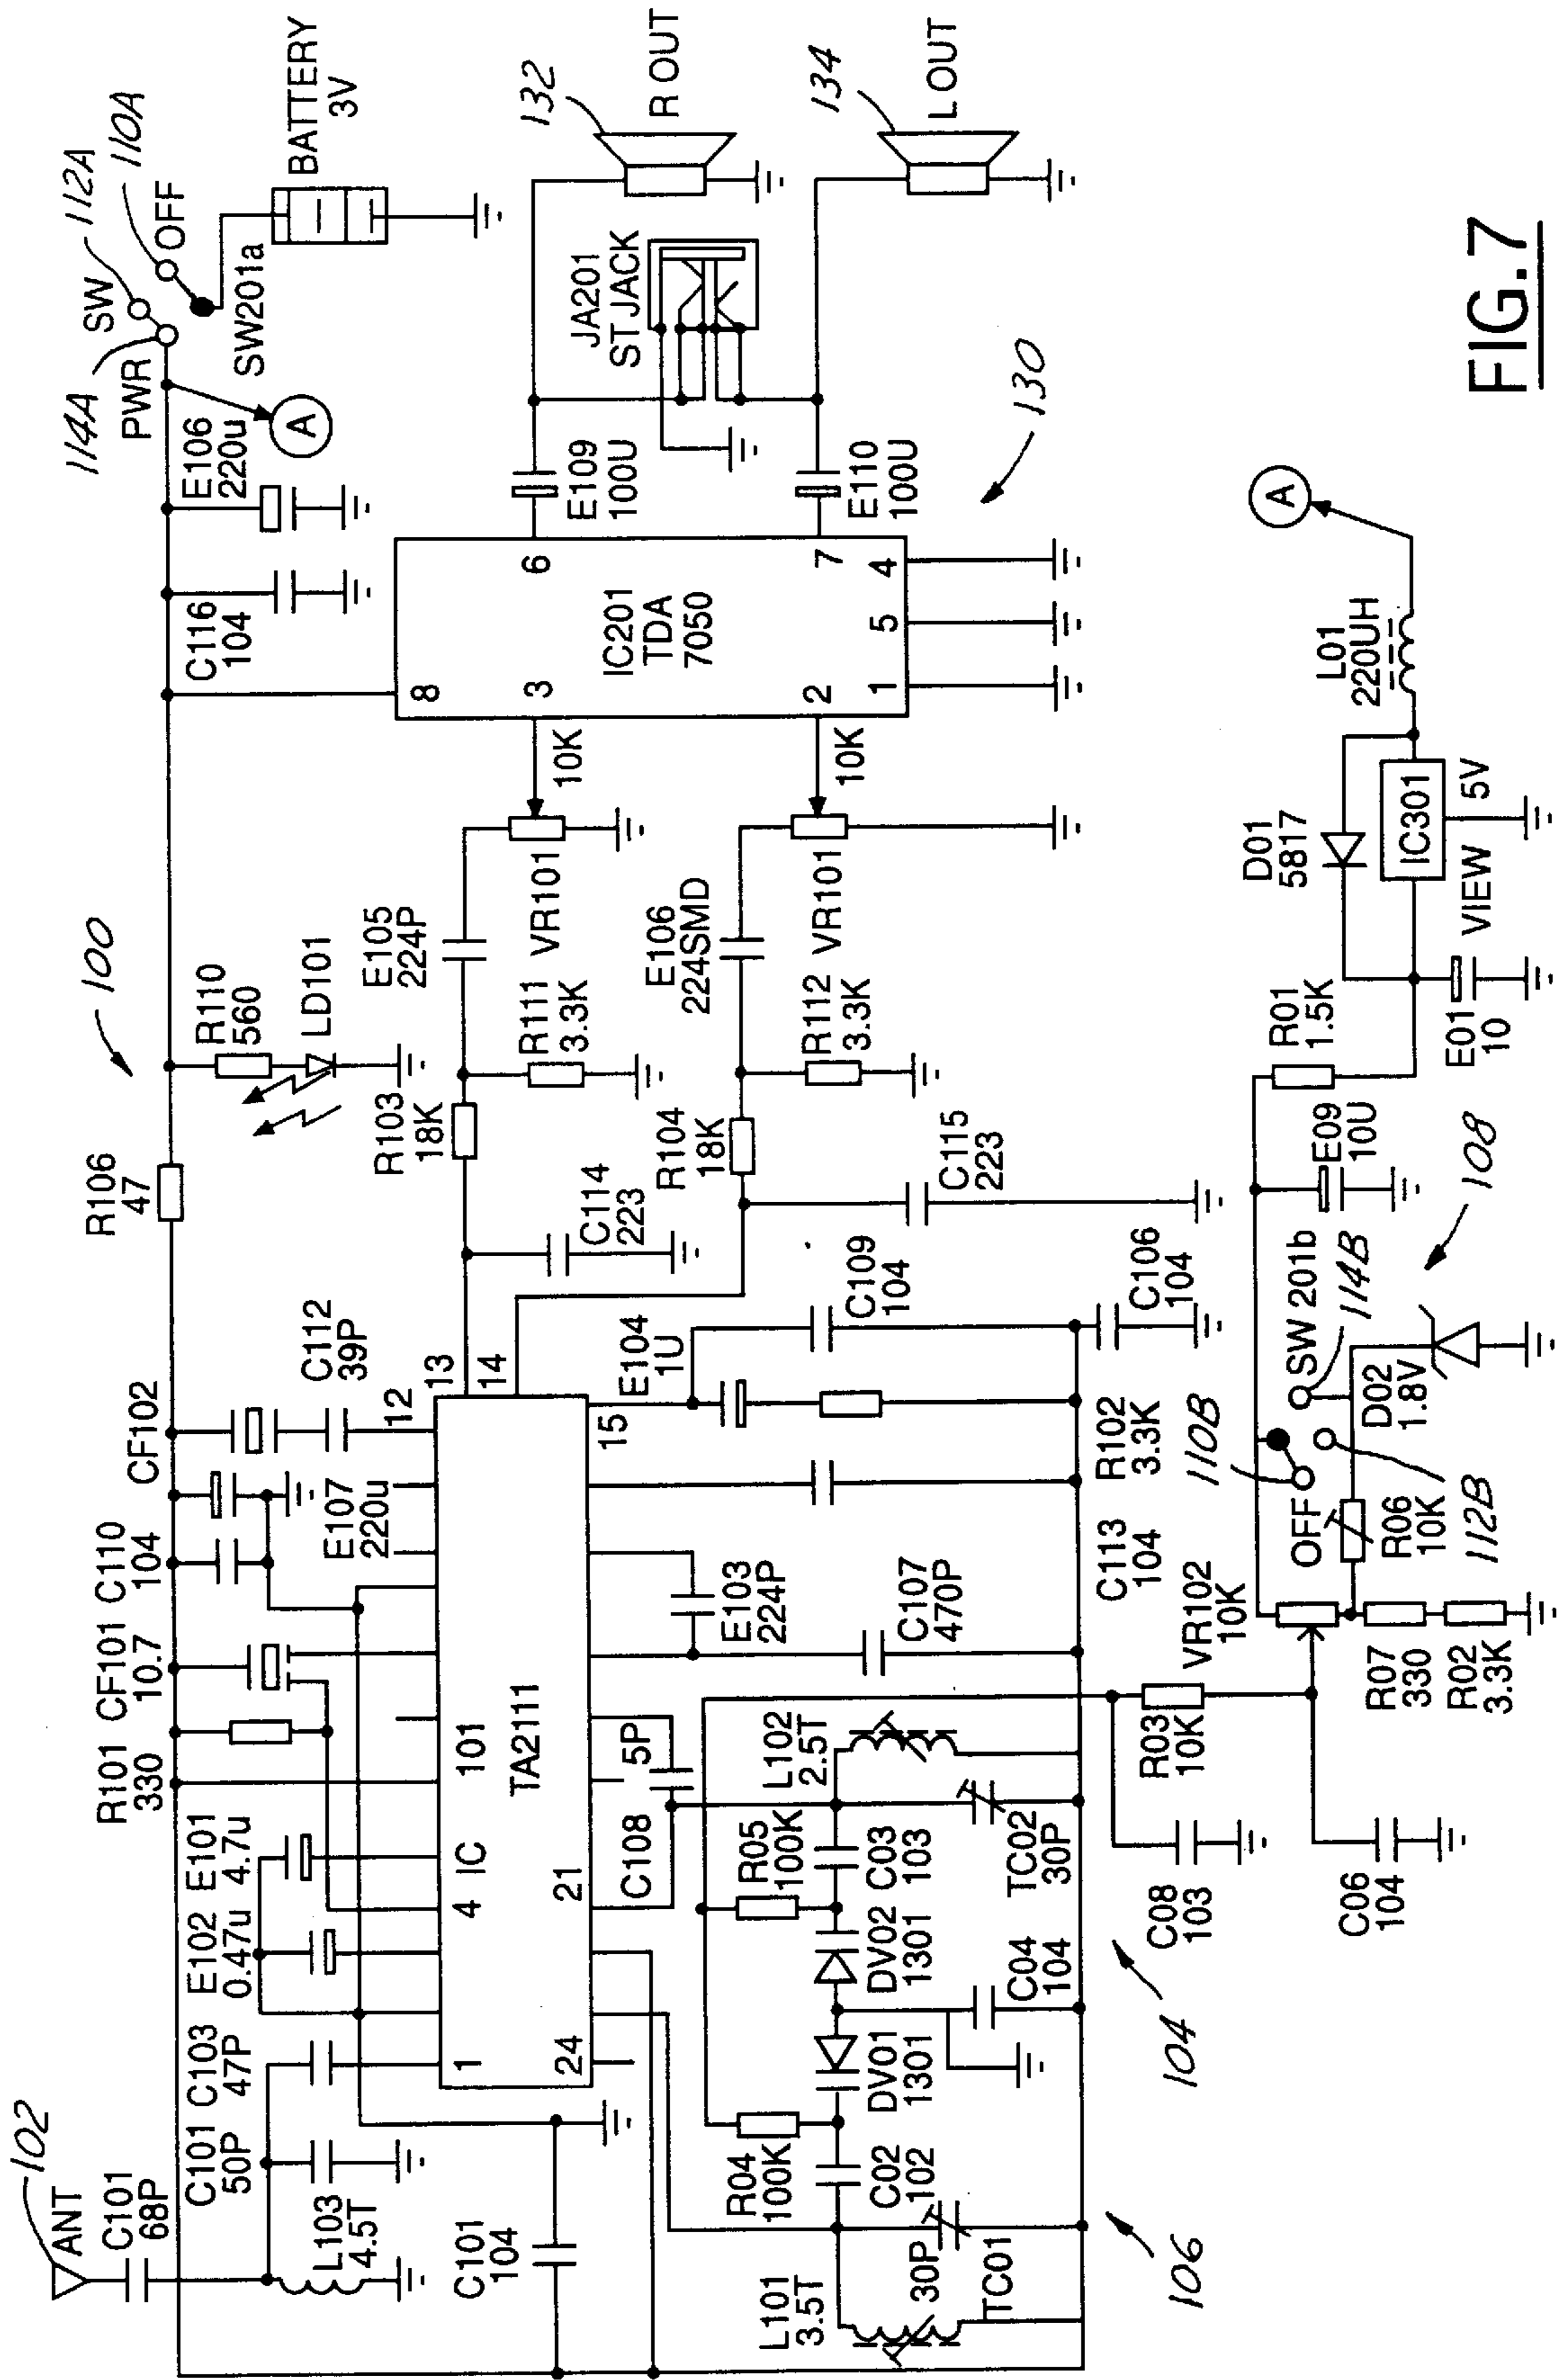 102
ANT
C101
68P
C101
50P
C103
47P
E102
0.47u
E101
4.7u
R101
330
CF101
10.7
C110
104
CF102
E107
220u
C112
39P
R106
47
100
R110
560
LD101
C116
104
E106
220u
114A
PWR
SW
112A
OFF
110A
SW201a
BATTERY
3V
A
L103
4.5T
C101
104
1
4
IC
101
TA2111
12
13
14
15
21
24
R103
18K
C114
223
R104
18K
C115
223
R111
3.3K
R112
3.3K
E105
224P
E106
224SMD
VR101
10K
VR101
10K
8
3
2
6
7
IC201
TDA
7050
1
5
4
E109
100U
E110
100U
JA201
ST JACK
132
R OUT
134
L OUT
130
E104
1U
C109
104
C106
104
R102
3.3K
C113
104
E103
224P
C107
470P
C108
5P
L102
2.5T
R05
100K
C03
103
TC02
30P
DV02
1301
C04
104
DV01
1301
R04
100K
C02
102
L101
3.5T
30P
TC01
106
104
R03
10K
C08
103
C06
104
VR102
10K
R07
330
R02
3.3K
R06
10K
OFF
110B
112B
SW 201b
114B
D02
1.8V
108
E09
10U
R01
1.5K
E01
10
VIEW
D01
5817
IC301
5V
L01
220UH
A
FIG.7